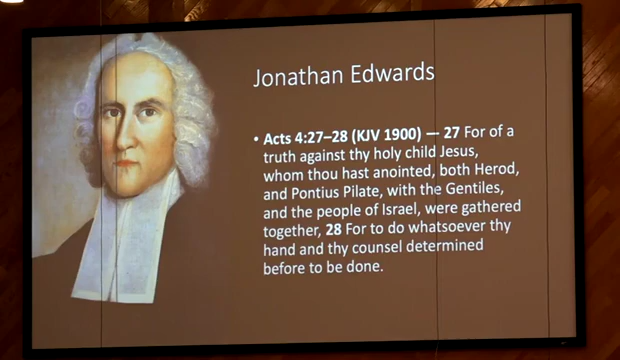 Jonathan Edwards
• Acts 4:27–28 (KJV 1900) — 27 For of a
truth against thy holy child Jesus,
whom thou hast anointed, both Herod,
and Pontius Pilate, with the Gentiles,
and the people of Israel, were gathered
together, 28 For to do whatsoever thy
hand and thy counsel determined
before to be done.